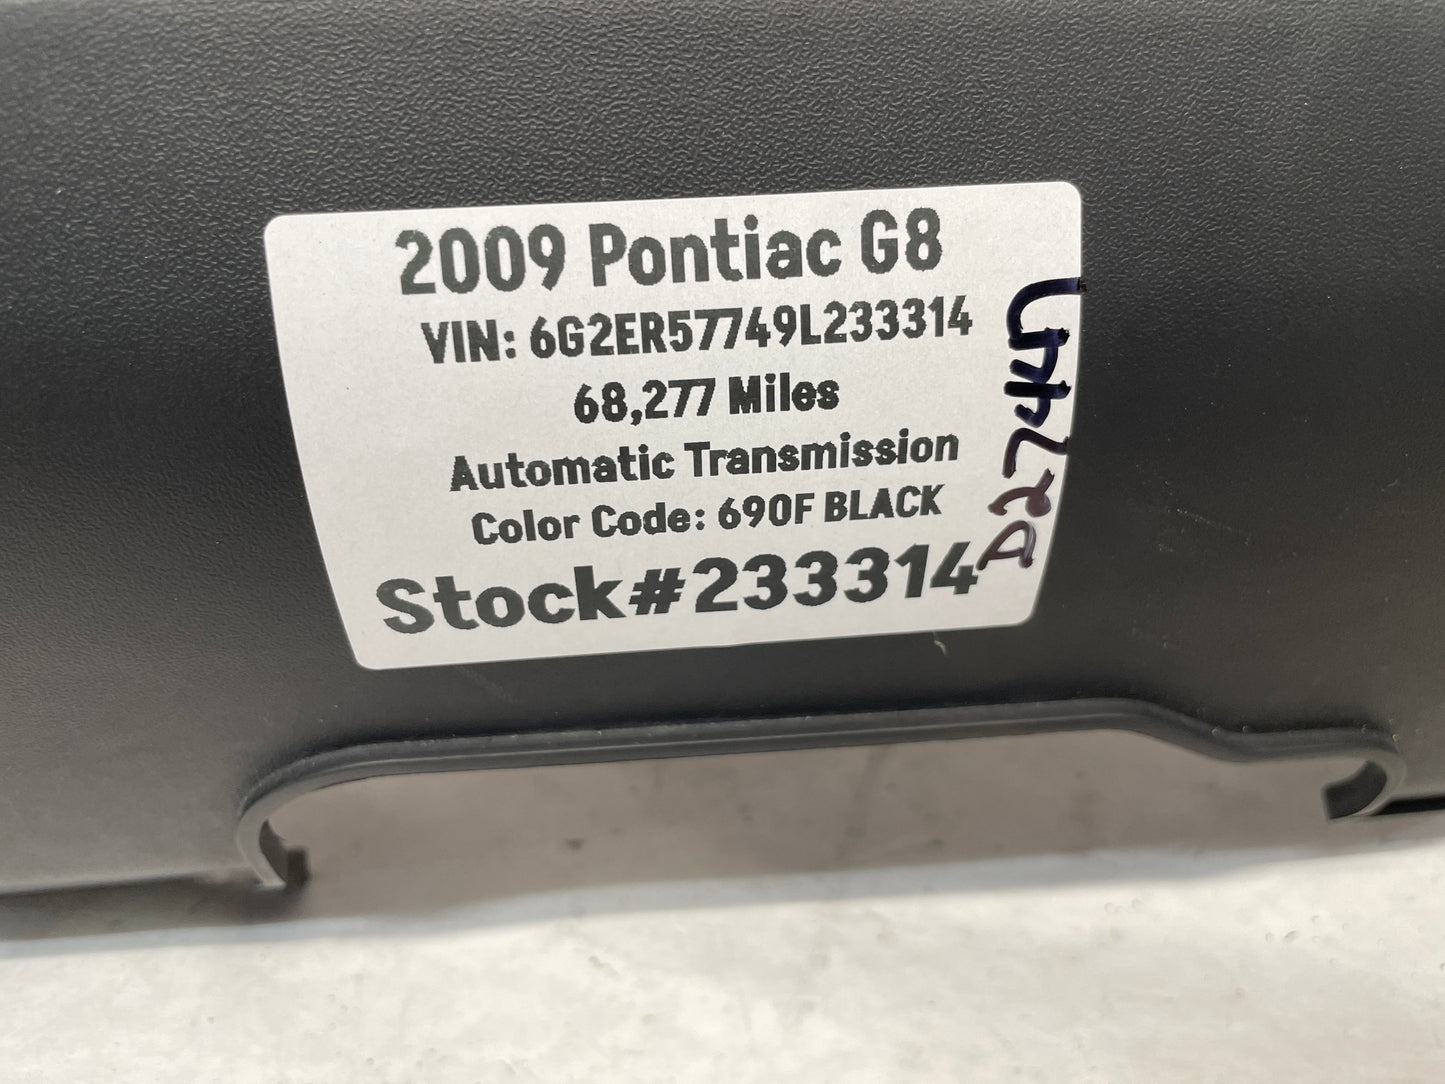 2009 Pontiac G8
VIN: 6G2ER57749L233314
68,277 Miles
Automatic Transmission
Color Code: 690F BLACK
Stock#233314